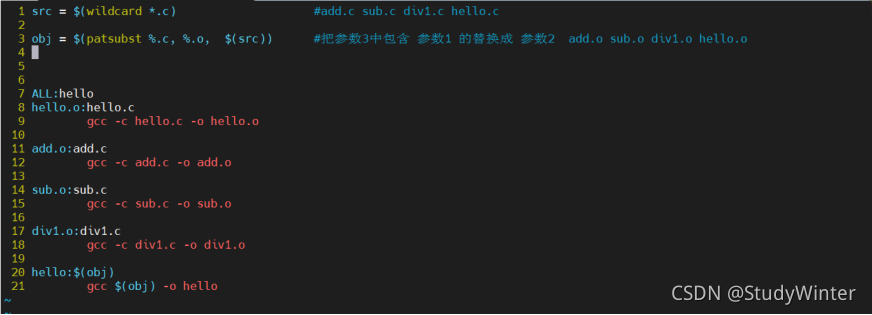 1 src = $(wildcard *.c) #add.c sub.c div1.c hello.c
2
3 obj = $(patsubst %.c, %.o, $(src)) #把参数3中包含 参数1 的替换成 参数2 add.o sub.o div1.o hello.o
4
5
6
7 ALL:hello
8 hello.o:hello.c
9 gcc -c hello.c -o hello.o
10
11 add.o:add.c
12 gcc -c add.c -o add.o
13
14 sub.o:sub.c
15 gcc -c sub.c -o sub.o
16
17 div1.o:div1.c
18 gcc -c div1.c -o div1.o
19
20 hello:$(obj)
21 gcc $(obj) -o hello
~
~
CSDN @StudyWinter